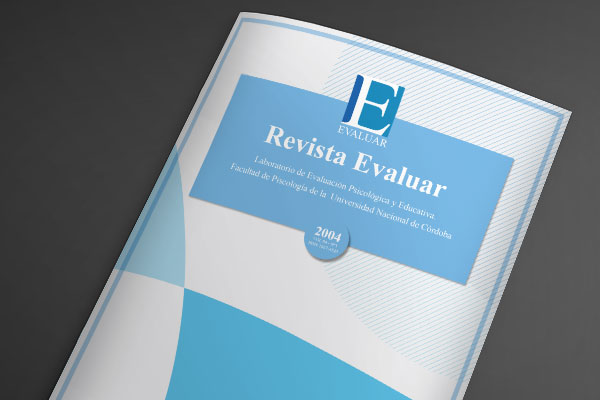 E
EVALUAR
Revista Evaluar
Laboratorio de Evaluación Psicológica y Educativa
Facultad de Psicología de la Universidad Nacional de Córdoba
2004